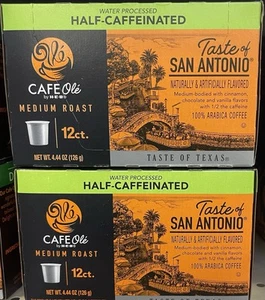 WATER PROCESSED
HALF-CAFFEINATED
Olé
CAFE Olé
by H-E-B
MEDIUM ROAST
12ct.
NET WT. 4.44 OZ (126 g)
Taste of
SAN ANTONIO®
NATURALLY & ARTIFICIALLY FLAVORED
Medium-bodied with cinnamon,
chocolate and vanilla flavors
with 1/2 the caffeine
100% ARABICA COFFEE
TASTE OF TEXAS®
WATER PROCESSED
HALF-CAFFEINATED
Olé
CAFE Olé
by H-E-B
MEDIUM ROAST
12ct.
NET WT. 4.44 OZ (126 g)
Taste of
SAN ANTONIO®
NATURALLY & ARTIFICIALLY FLAVORED
Medium-bodied with cinnamon,
chocolate and vanilla flavors
with 1/2 the caffeine
100% ARABICA COFFEE